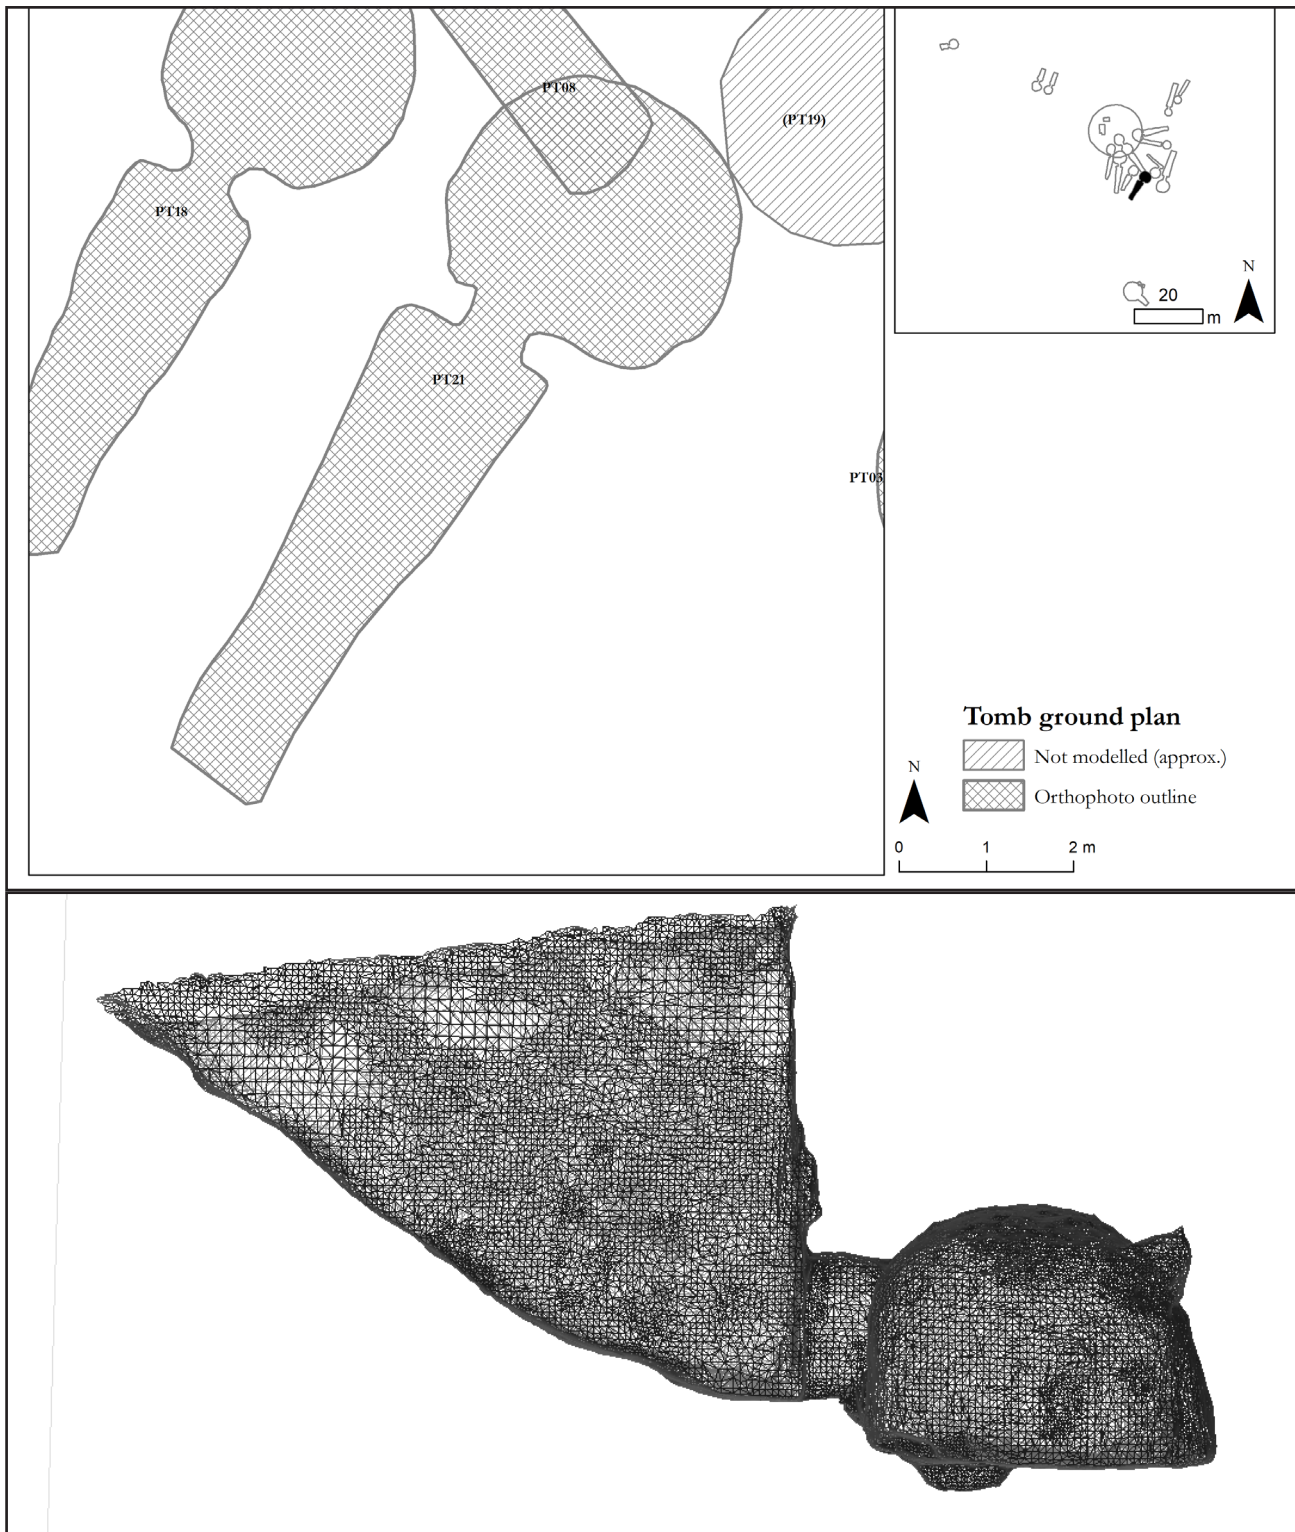 PT08
(PT19)
PT18
PT21
PT03
N
20
m
Tomb ground plan
Not modelled (approx.)
Orthophoto outline
N
0 1 2 m